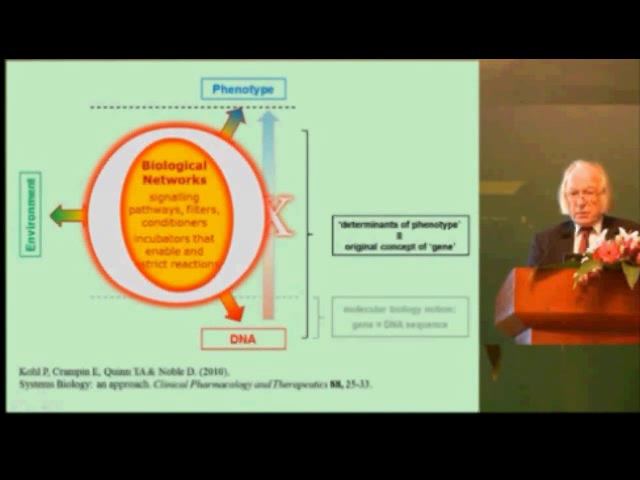 Phenotype
Biological
Networks
signalling
pathways, filters,
conditioners
incubators that
enable and
strict reactions
Environment
X
'determinants of phenotype'
≡
original concept of 'gene'
molecular biology notion:
gene = DNA sequence
DNA
Kohl P, Crampin E, Quinn TA & Noble D. (2010),
Systems Biology: an approach. Clinical Pharmacology and Therapeutics 88, 25-33.